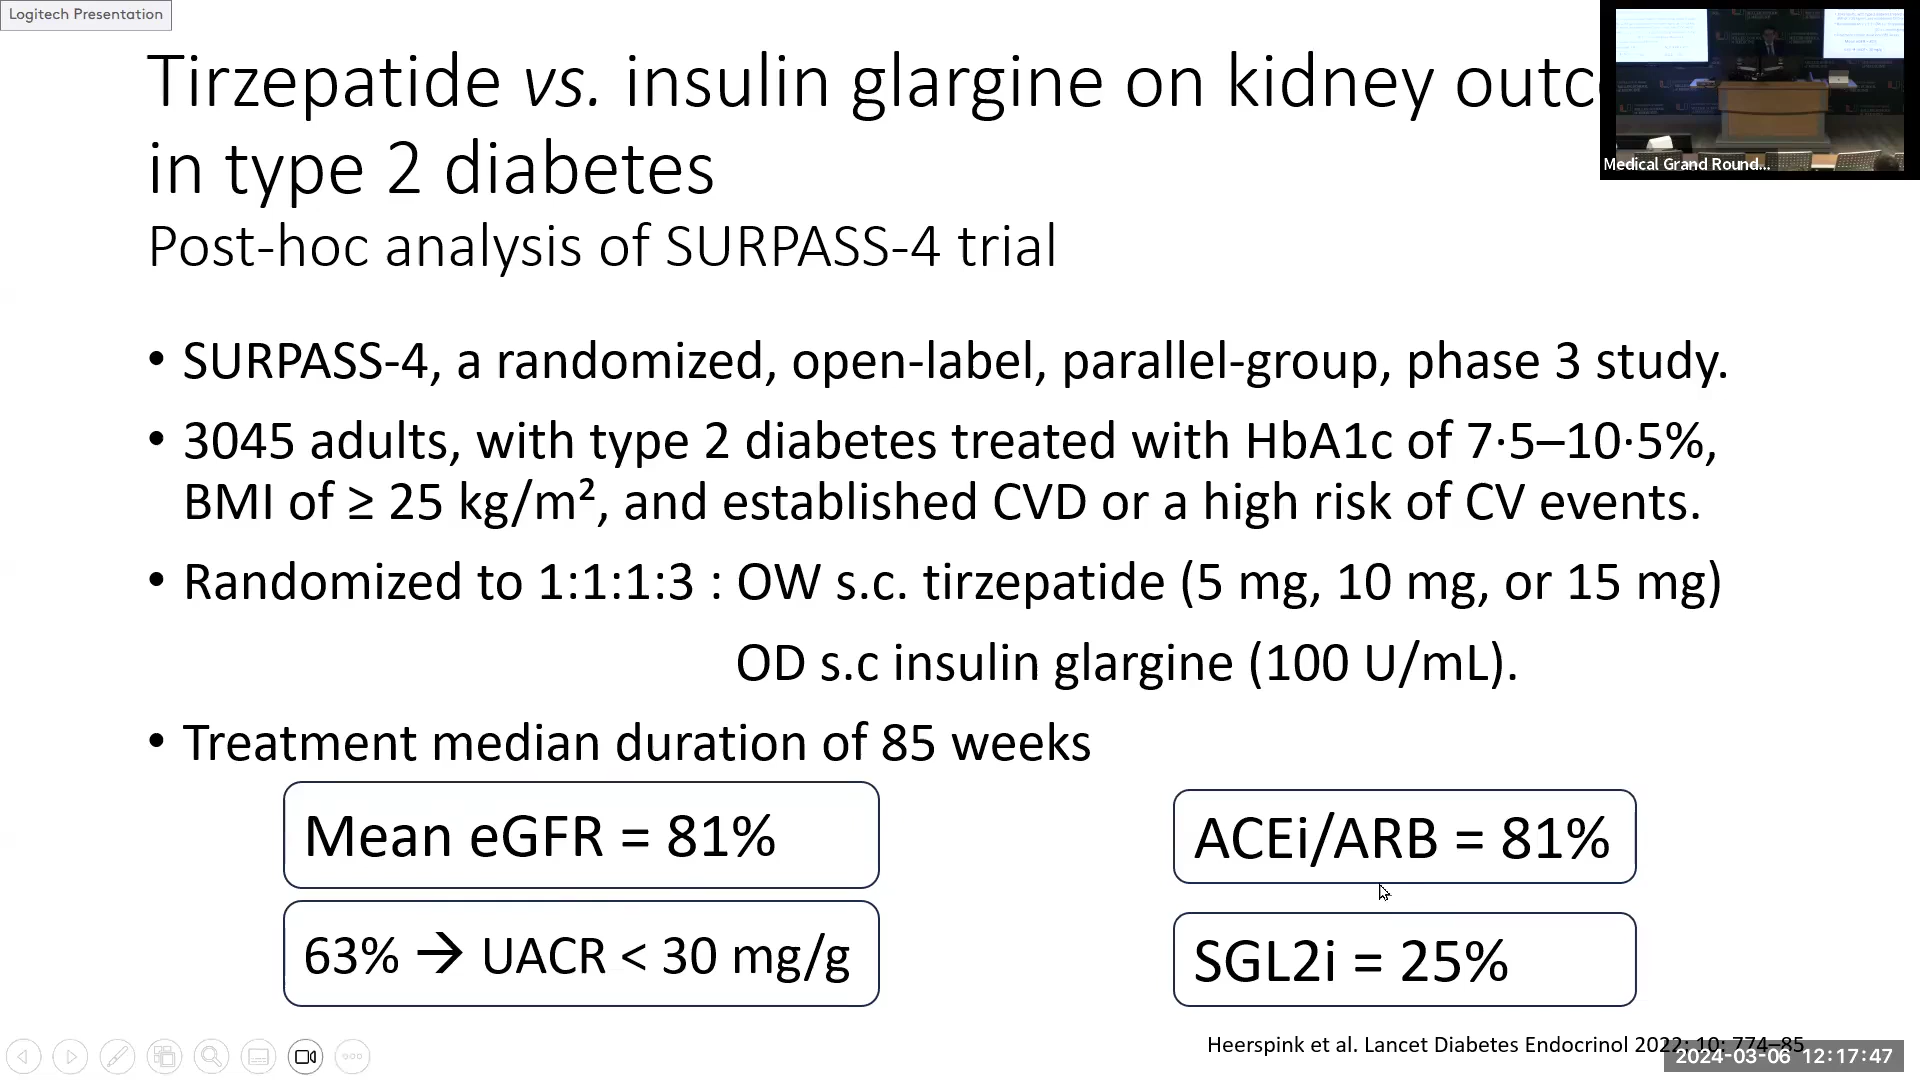 Logitech Presentation
Tirzepatide vs. insulin glargine on kidney outc
in type 2 diabetes
Post-hoc analysis of SURPASS-4 trial
Medical Grand Round...
• SURPASS-4, a randomized, open-label, parallel-group, phase 3 study.
• 3045 adults, with type 2 diabetes treated with HbA1c of 7·5–10·5%,
BMI of ≥ 25 kg/m², and established CVD or a high risk of CV events.
• Randomized to 1:1:1:3 : OW s.c. tirzepatide (5 mg, 10 mg, or 15 mg)
OD s.c insulin glargine (100 U/mL).
• Treatment median duration of 85 weeks
Mean eGFR = 81%
ACEi/ARB = 81%
63% → UACR < 30 mg/g
SGL2i = 25%
Heerspink et al. Lancet Diabetes Endocrinol 2022; 10: 774–85
2024-03-06 12:17:47